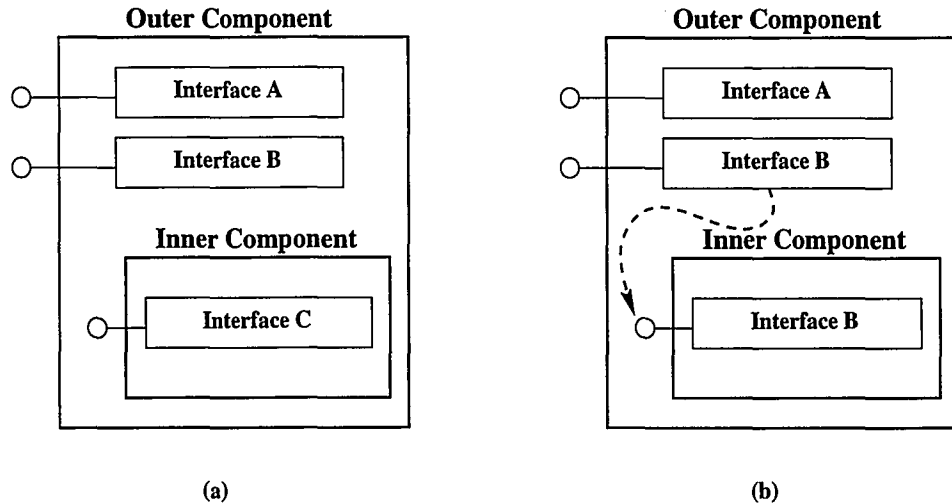 Outer Component
Interface A
Interface B
Inner Component
Interface C
(a)
Outer Component
Interface A
Interface B
Inner Component
Interface B
(b)